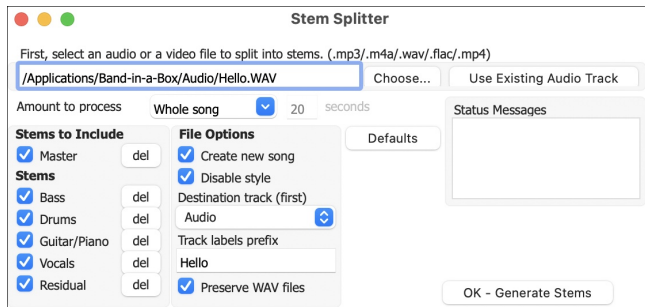 Stem Splitter
First, select an audio or a video file to split into stems. (.mp3/.m4a/.wav/.flac/.mp4)
/Applications/Band-in-a-Box/Audio/Hello.WAV
Choose...
Use Existing Audio Track
Amount to process
Whole song
20
seconds
Status Messages
Stems to Include
Master
del
Stems
Bass
del
Drums
del
Guitar/Piano
del
Vocals
del
Residual
del
File Options
Create new song
Disable style
Destination track (first)
Audio
Track labels prefix
Hello
Preserve WAV files
Defaults
OK - Generate Stems